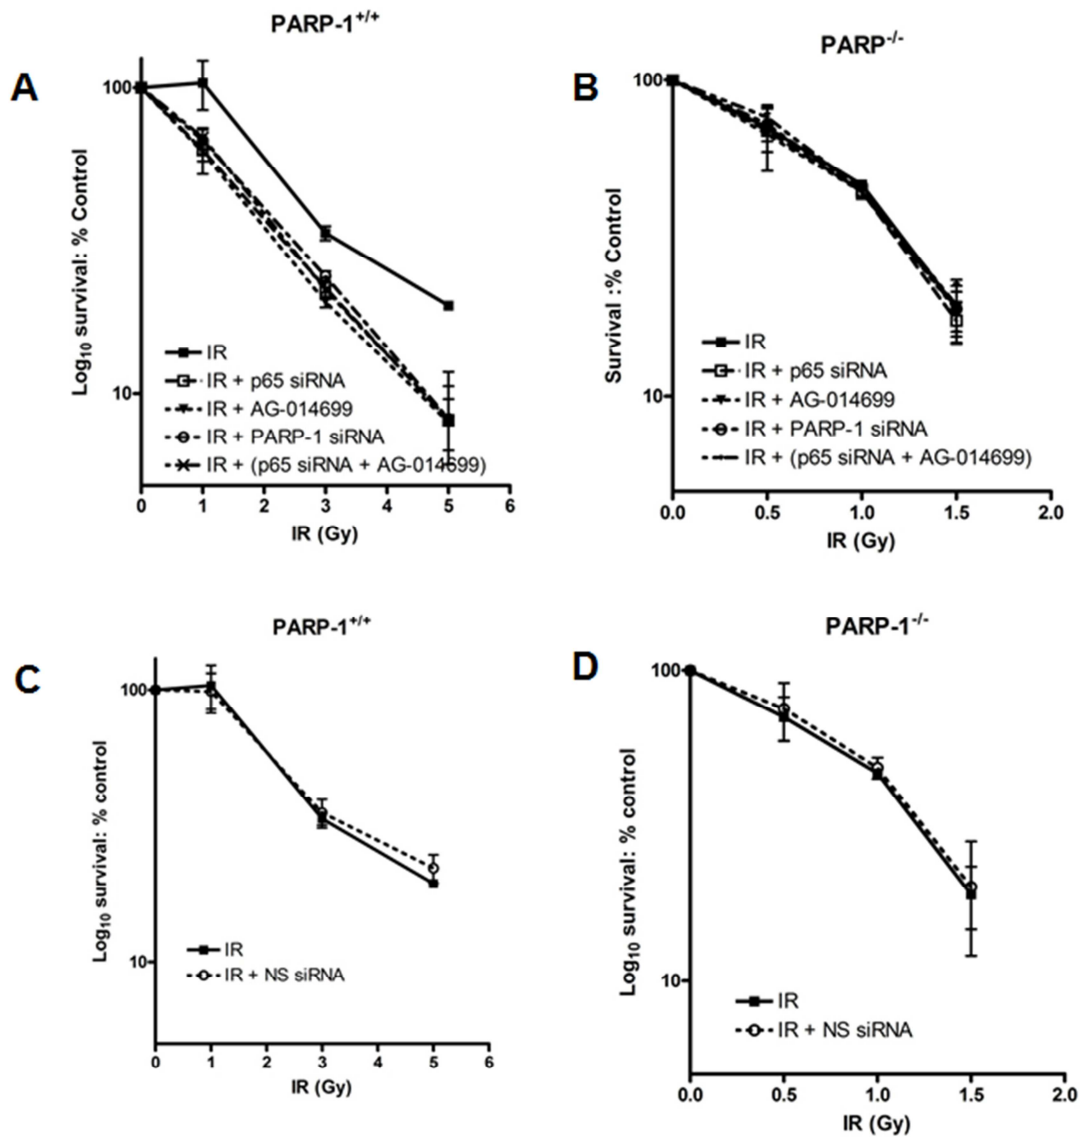 PARP-1+/+
A
Log10 survival: % Control
100
10
IR
IR + p65 siRNA
IR + AG-014699
IR + PARP-1 siRNA
IR + (p65 siRNA + AG-014699)
0 1 2 3 4 5 6
IR (Gy)
PARP-/-
B
Survival :% Control
100
10
IR
IR + p65 siRNA
IR + AG-014699
IR + PARP-1 siRNA
IR + (p65 siRNA + AG-014699)
0.0 0.5 1.0 1.5 2.0
IR (Gy)
PARP-1+/+
C
Log10 survival: % control
100
10
IR
IR + NS siRNA
0 1 2 3 4 5 6
IR (Gy)
PARP-1-/-
D
Log10 survival: % control
100
10
IR
IR + NS siRNA
0.0 0.5 1.0 1.5 2.0
IR (Gy)